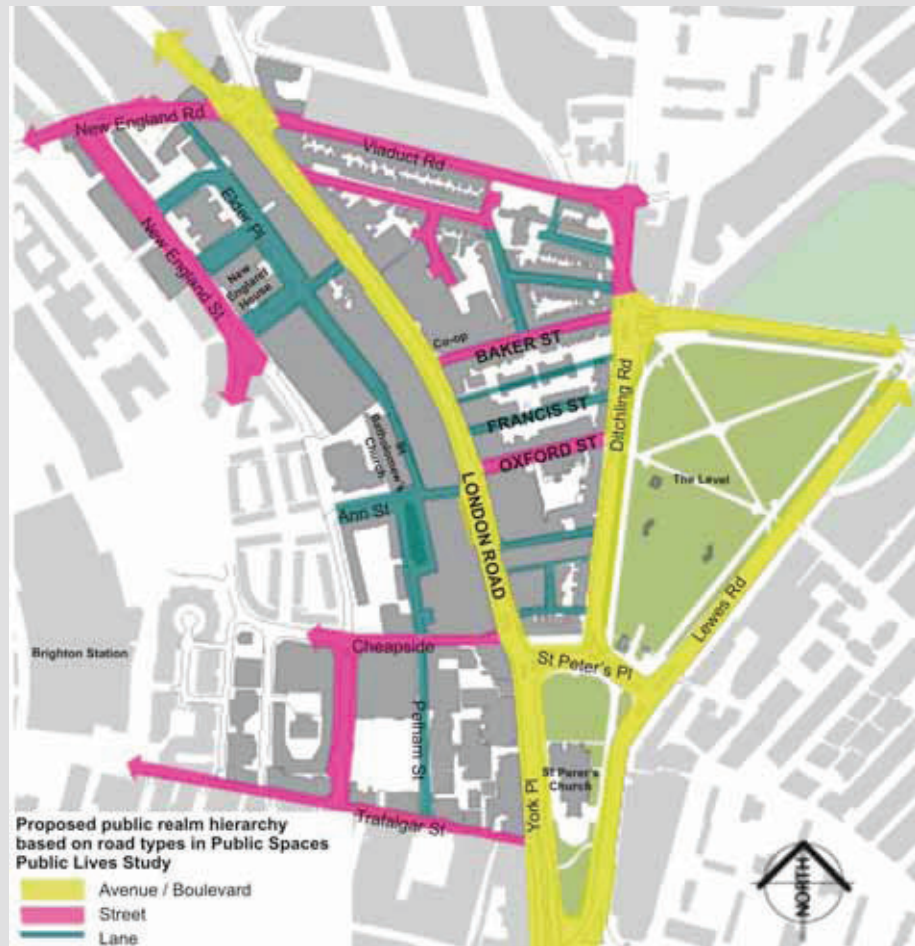 New England Rd
Viaduct Rd
Elder Pl
New England St
New
England
House
Co-op
BAKER ST
Ditchling Rd
FRANCIS ST
St
Batholomew's
Church
OXFORD ST
The Level
LONDON ROAD
Ann St
Lewes Rd
Cheapside
St Peter's Pl
Brighton Station
Pelham St
York Pl
St Perer's
Church
Trafalgar St
Proposed public realm hierarchy
based on road types in Public Spaces
Public Lives Study
Avenue / Boulevard
Street
Lane
NORTH